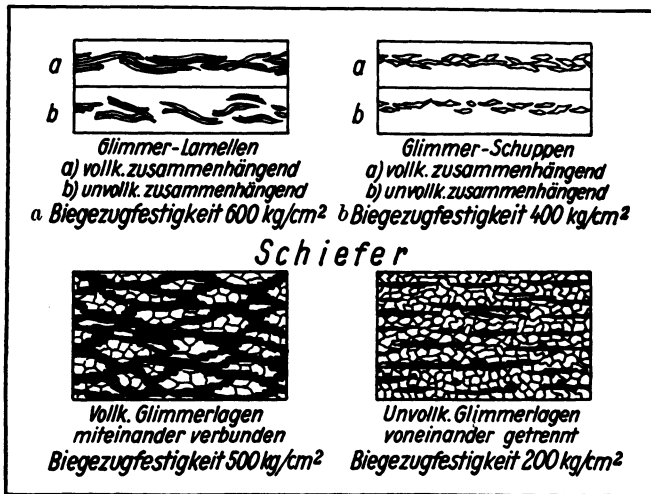 a
b
Glimmer-Lamellen
a) vollk. zusammenhängend
b) unvollk. zusammenhängend
a Biegezugfestigkeit 600 kg/cm²
a
b
Glimmer-Schuppen
a) vollk. zusammenhängend
b) unvollk. zusammenhängend
b Biegezugfestigkeit 400 kg/cm²
Schiefer
Vollk. Glimmerlagen
miteinander verbunden
Biegezugfestigkeit 500 kg/cm²
Unvollk. Glimmerlagen
voneinander getrennt
Biegezugfestigkeit 200 kg/cm²